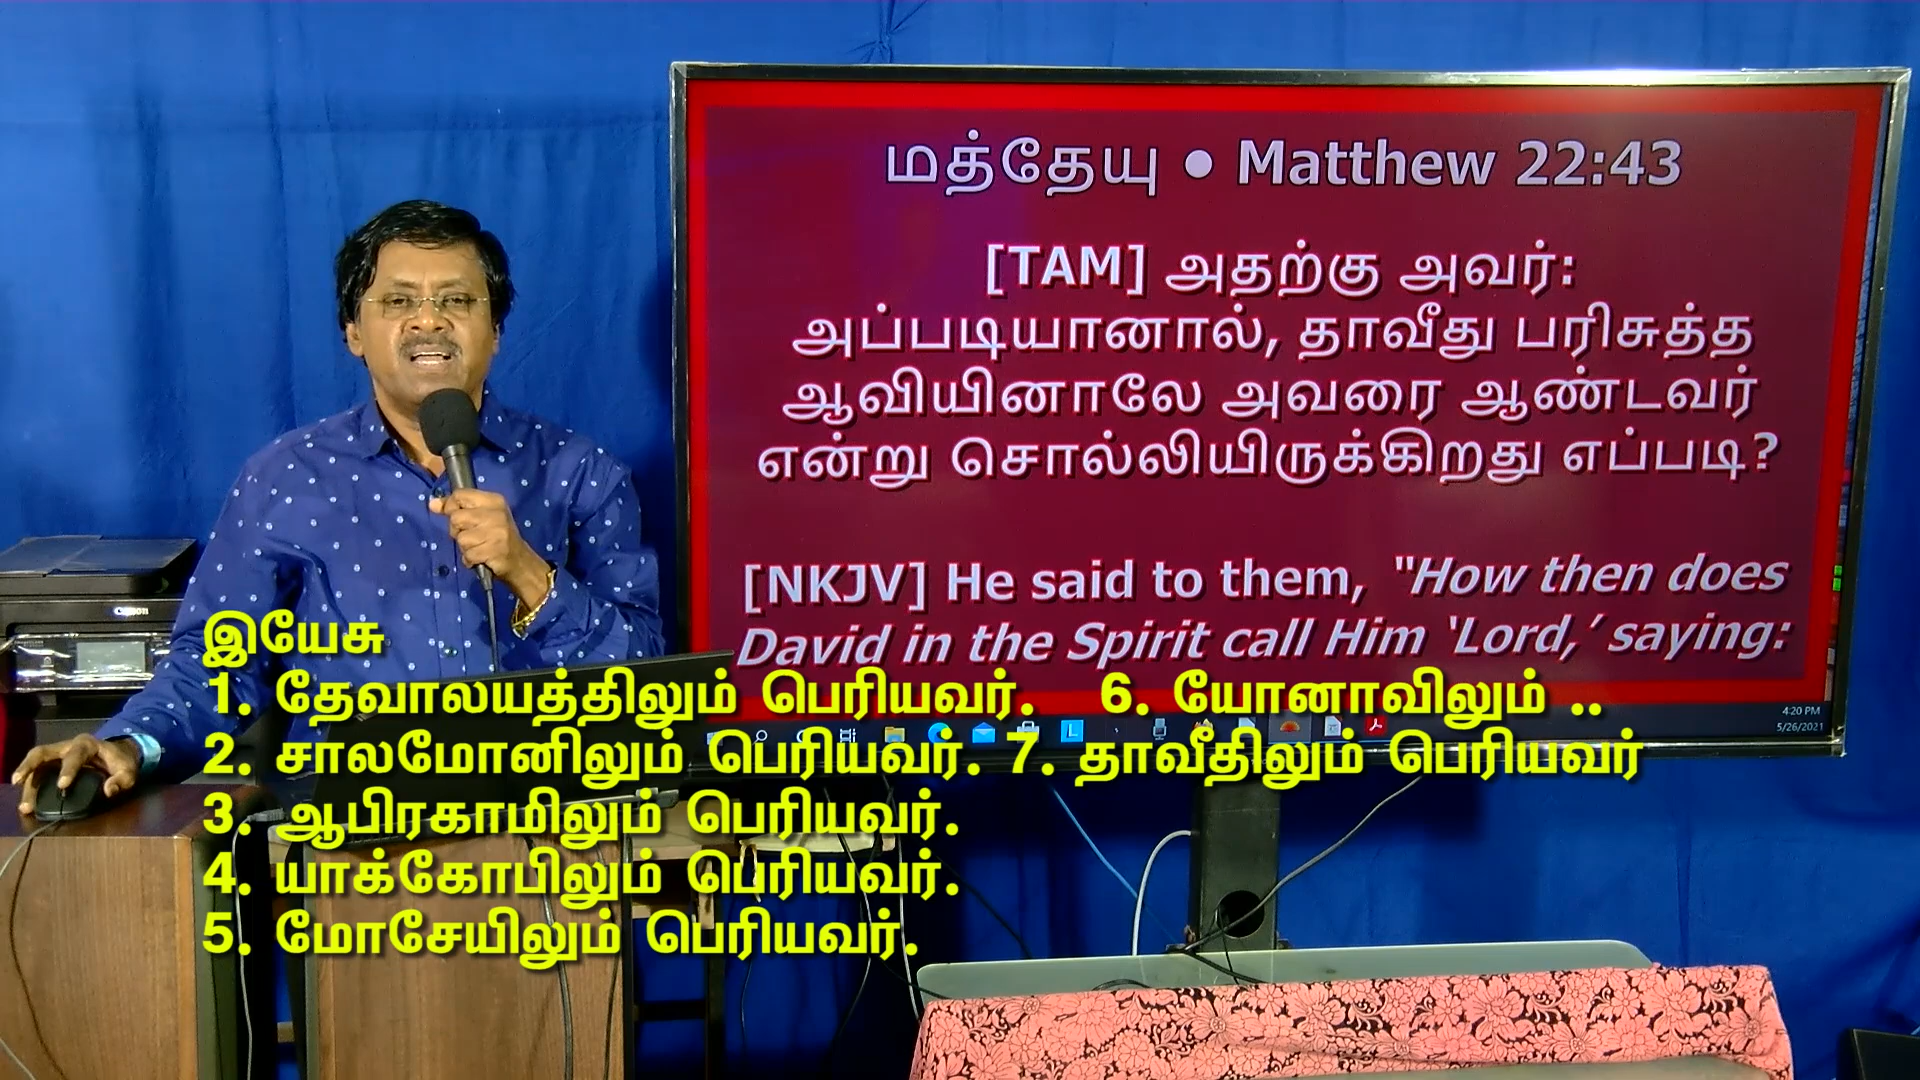 மத்தேயு • Matthew 22:43
[TAM] அதற்கு அவர்:
அப்படியானால், தாவீது பரிசுத்த
ஆவியினாலே அவரை ஆண்டவர்
என்று சொல்லியிருக்கிறது எப்படி?
[NKJV] He said to them, "How then does
David in the Spirit call Him ‘Lord,’ saying:
4:20 PM
5/26/2021
Canon
இயேசு
1. தேவாலயத்திலும் பெரியவர். 6. யோனாவிலும் ..
2. சாலமோனிலும் பெரியவர். 7. தாவீதிலும் பெரியவர்
3. ஆபிரகாமிலும் பெரியவர்.
4. யாக்கோபிலும் பெரியவர்.
5. மோசேயிலும் பெரியவர்.